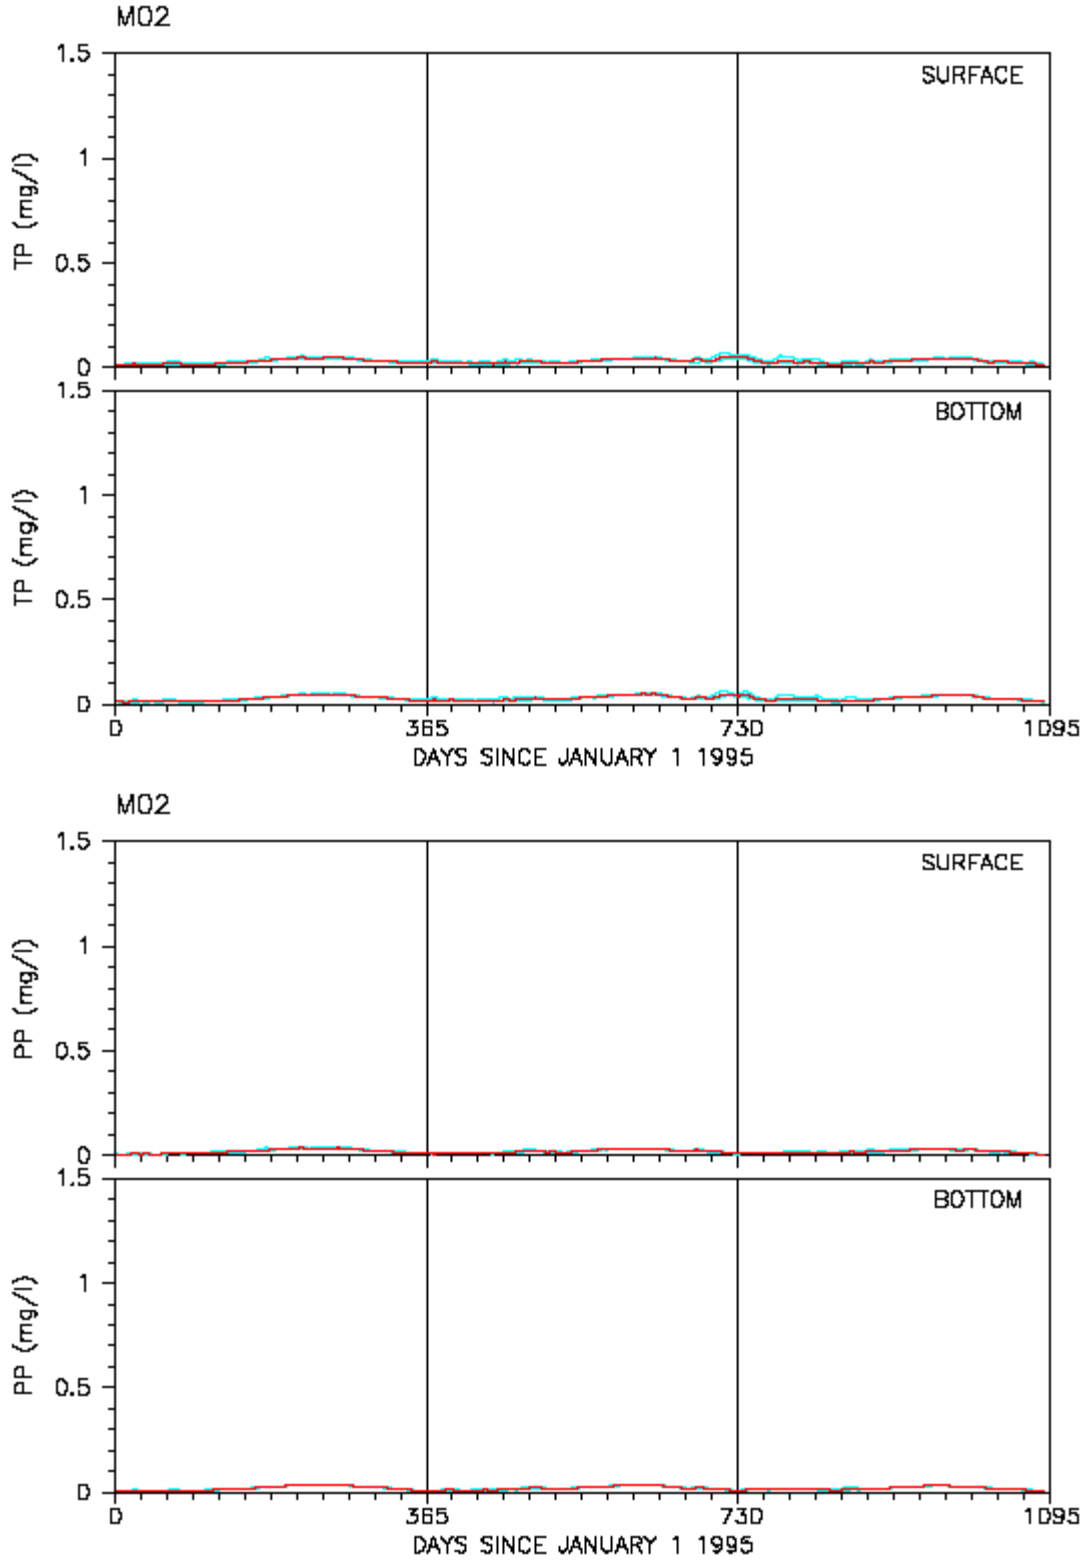 MO2
1.5
SURFACE
1
TP (mg/l)
0.5
0
1.5
BOTTOM
1
TP (mg/l)
0.5
0
0 365 730 1095
DAYS SINCE JANUARY 1 1995
MO2
1.5
SURFACE
1
PP (mg/l)
0.5
0
1.5
BOTTOM
1
PP (mg/l)
0.5
0
0 365 730 1095
DAYS SINCE JANUARY 1 1995